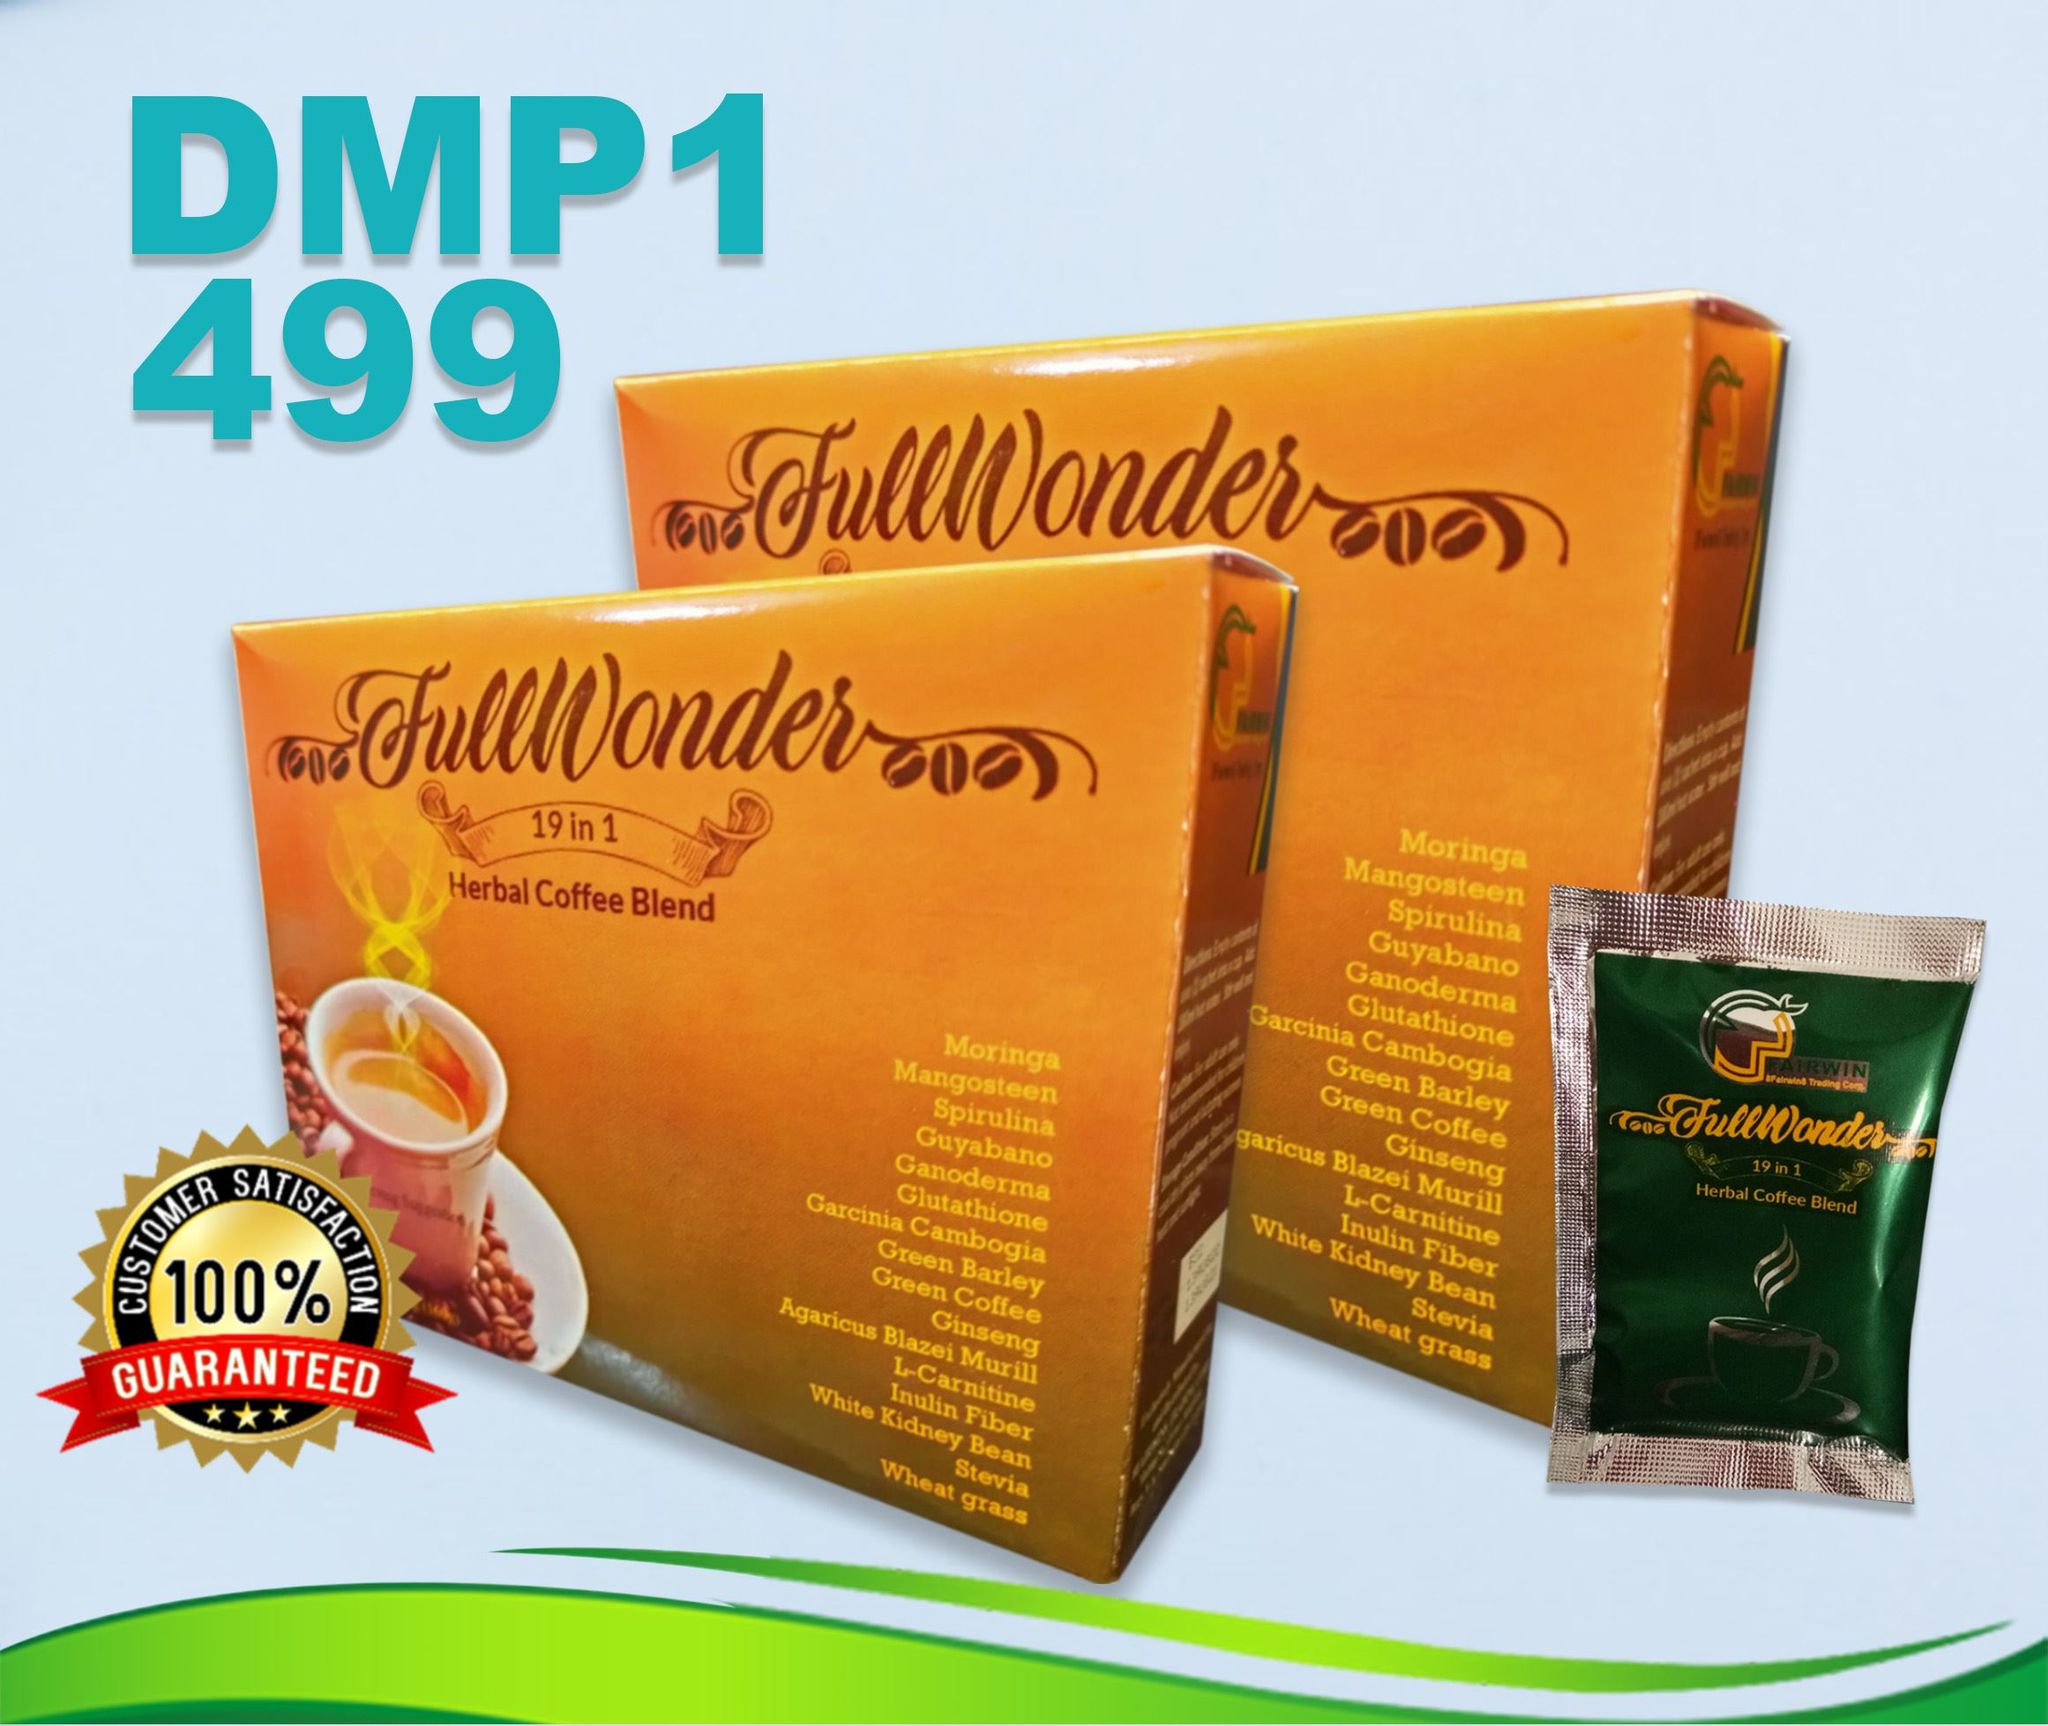 DMP1
499
FullWonder
FullWonder
19 in 1
Herbal Coffee Blend
Moringa
Mangosteen
Spirulina
Guyabano
Ganoderma
Glutathione
Garcinia Cambogia
Green Barley
Green Coffee
Ginseng
Agaricus Blazei Murill
L-Carnitine
Inulin Fiber
White Kidney Bean
Stevia
Wheat grass
Moringa
Mangosteen
Spirulina
Guyabano
Ganoderma
Glutathione
Garcinia Cambogia
Green Barley
Green Coffee
Ginseng
garicus Blazei Murill
L-Carnitine
Inulin Fiber
White Kidney Bean
Stevia
Wheat grass
FAIRWIN
8Fairwin8 Trading Corp.
FullWonder
19 in 1
Herbal Coffee Blend
CUSTOMER SATISFACTION
100%
GUARANTEED